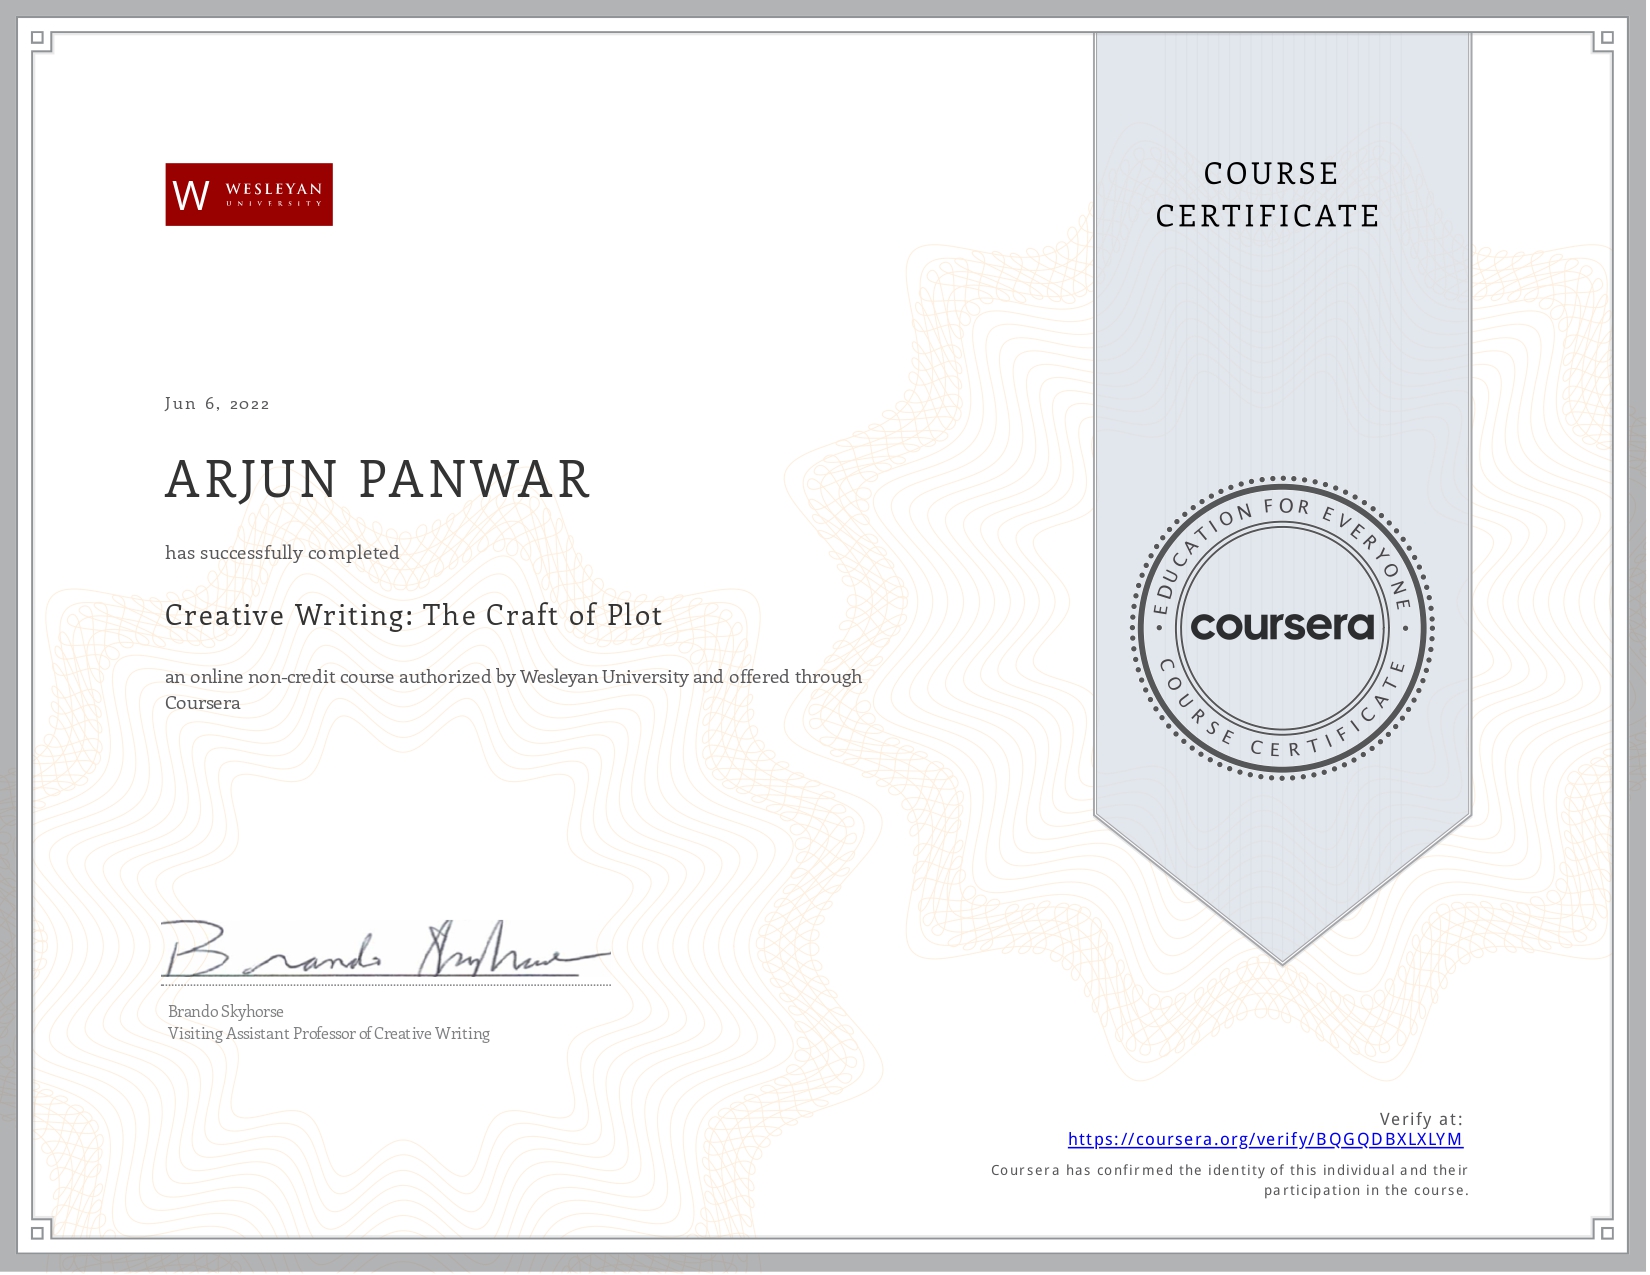 W WESLEYAN
UNIVERSITY
COURSE
CERTIFICATE
Jun 6, 2022
ARJUN PANWAR
has successfully completed
Creative Writing: The Craft of Plot
an online non-credit course authorized by Wesleyan University and offered through
Coursera
EDUCATION FOR EVERYONE
coursera
COURSE CERTIFICATE
Brando Skyhorse
Brando Skyhorse
Visiting Assistant Professor of Creative Writing
Verify at:
https://coursera.org/verify/BQGQDBXLXLYM
Coursera has confirmed the identity of this individual and their
participation in the course.